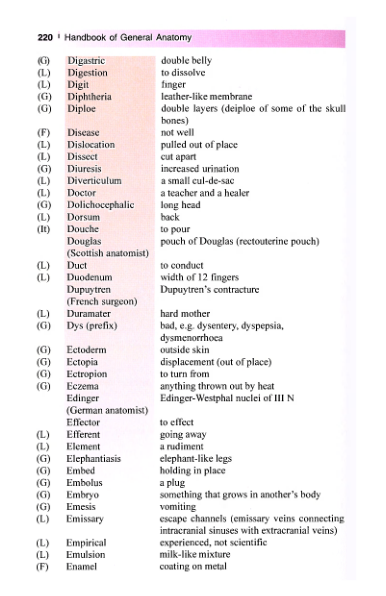 220 Handbook of General Anatomy
(G) Digastric double belly
(L) Digestion to dissolve
(L) Digit finger
(G) Diphtheria leather-like membrane
(G) Diploe double layers (deiploe of some of the skull
bones)
(F) Disease not well
(L) Dislocation pulled out of place
(L) Dissect cut apart
(G) Diuresis increased urination
(L) Diverticulum a small cul-de-sac
(L) Doctor a teacher and a healer
(G) Dolichocephalic long head
(L) Dorsum back
(It) Douche to pour
Douglas pouch of Douglas (rectouterine pouch)
(Scottish anatomist)
(L) Duct to conduct
(L) Duodenum width of 12 fingers
Dupuytren Dupuytren's contracture
(French surgeon)
(L) Duramater hard mother
(G) Dys (prefix) bad, e.g. dysentery, dyspepsia,
dysmenorrhoea
(G) Ectoderm outside skin
(G) Ectopia displacement (out of place)
(G) Ectropion to turn from
(G) Eczema anything thrown out by heat
Edinger Edinger-Westphal nuclei of III N
(German anatomist)
Effector to effect
(L) Efferent going away
(L) Element a rudiment
(G) Elephantiasis elephant-like legs
(G) Embed holding in place
(G) Embolus a plug
(G) Embryo something that grows in another's body
(G) Emesis vomiting
(L) Emissary escape channels (emissary veins connecting
intracranial sinuses with extracranial veins)
(L) Empirical experienced, not scientific
(L) Emulsion milk-like mixture
(F) Enamel coating on metal